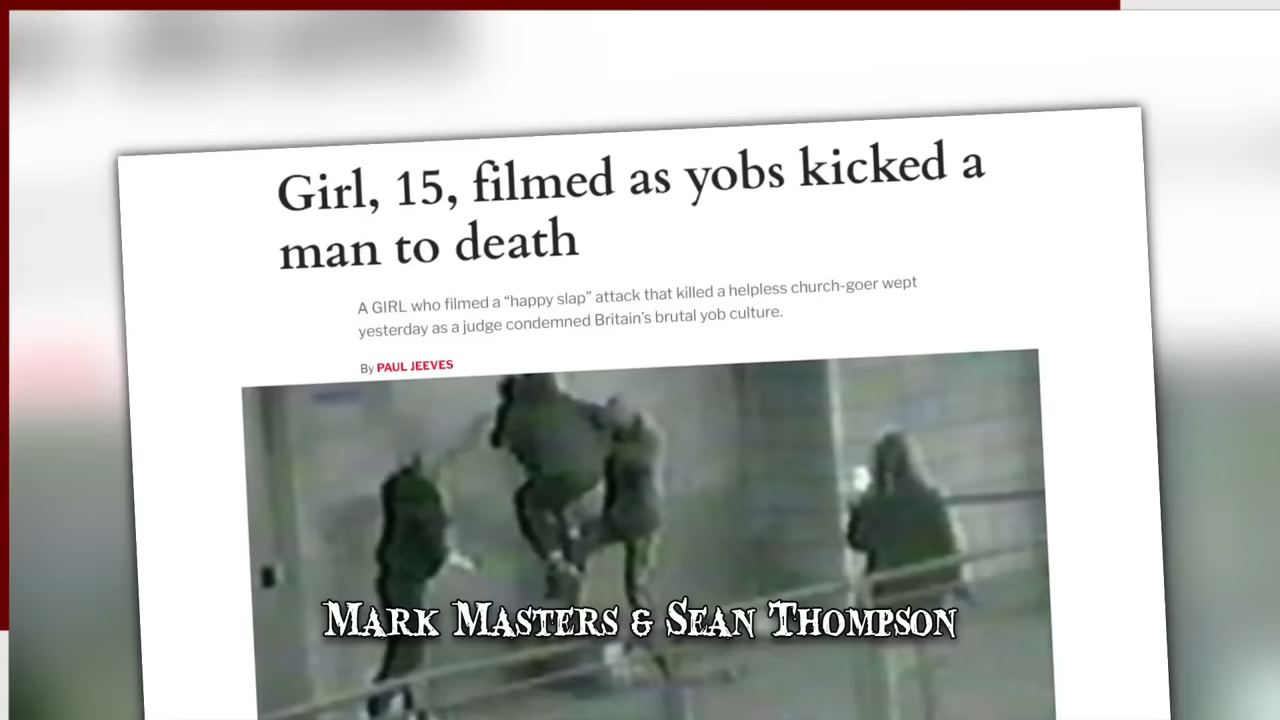 Girl, 15, filmed as yobs kicked a
man to death
A GIRL who filmed a “happy slap” attack that killed a helpless church-goer wept
yesterday as a judge condemned Britain’s brutal yob culture.
By PAUL JEEVES
MARK MASTERS & SEAN THOMPSON